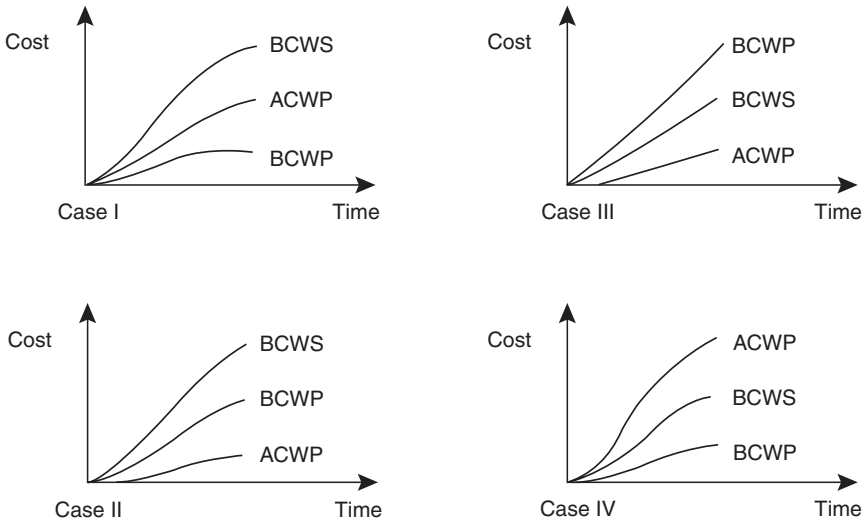 Cost
BCWS
ACWP
BCWP
Case I
Time
Cost
BCWP
BCWS
ACWP
Case III
Time
Cost
BCWS
BCWP
ACWP
Case II
Time
Cost
ACWP
BCWS
BCWP
Case IV
Time